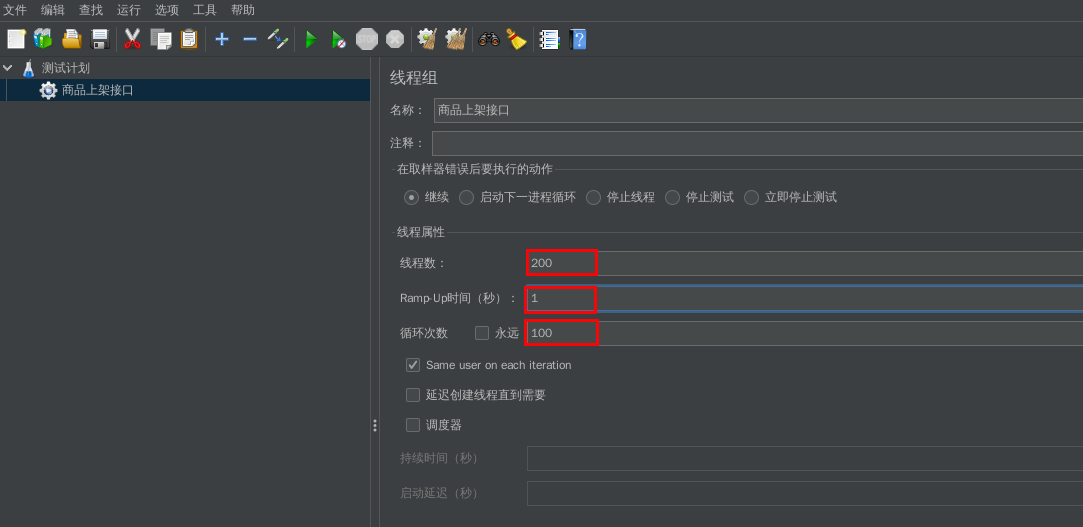 文件 编辑 查找 运行 选项 工具 帮助
STOP
测试计划
商品上架接口
线程组
名称： 商品上架接口
注释：
在取样器错误后要执行的动作
继续 启动下一进程循环 停止线程 停止测试 立即停止测试
线程属性
线程数： 200
Ramp-Up时间（秒）： 1
循环次数 永远 100
Same user on each iteration
延迟创建线程直到需要
调度器
持续时间（秒）
启动延迟（秒）